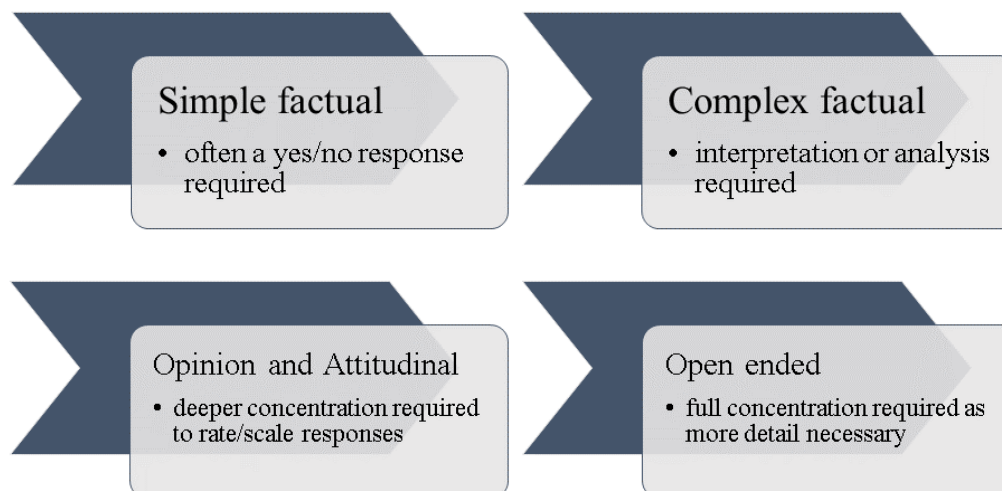 Simple factual
• often a yes/no response
required
Complex factual
• interpretation or analysis
required
Opinion and Attitudinal
• deeper concentration required
to rate/scale responses
Open ended
• full concentration required as
more detail necessary